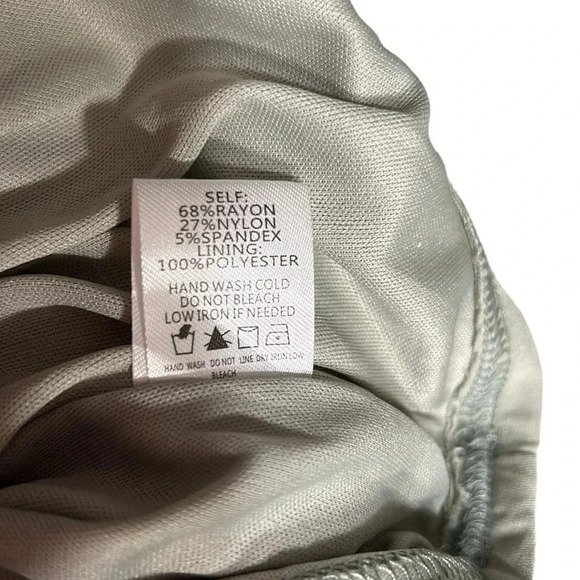 SELF:
68%RAYON
27%NYLON
5%SPANDEX
LINING:
100%POLYESTER
HAND WASH COLD
DO NOT BLEACH
LOW IRON IF NEEDED
HAND WASH DO NOT LINE DRY IRON LOW
BLEACH